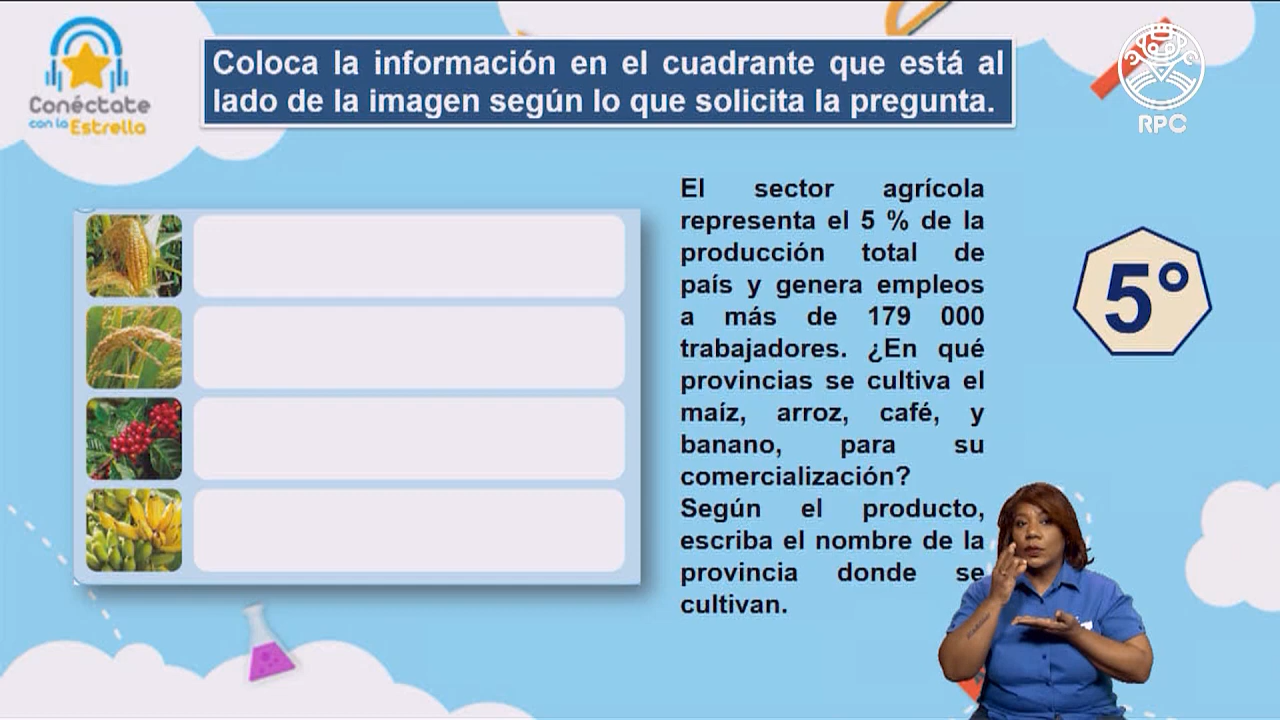 Conéctate
con la Estrella
Coloca la información en el cuadrante que está al
lado de la imagen según lo que solicita la pregunta.
RPC
El sector agrícola
representa el 5 % de la
producción total de
país y genera empleos
a más de 179 000
trabajadores. ¿En qué
provincias se cultiva el
maíz, arroz, café, y
banano, para su
comercialización?
Según el producto,
escriba el nombre de la
provincia donde se
cultivan.
5°